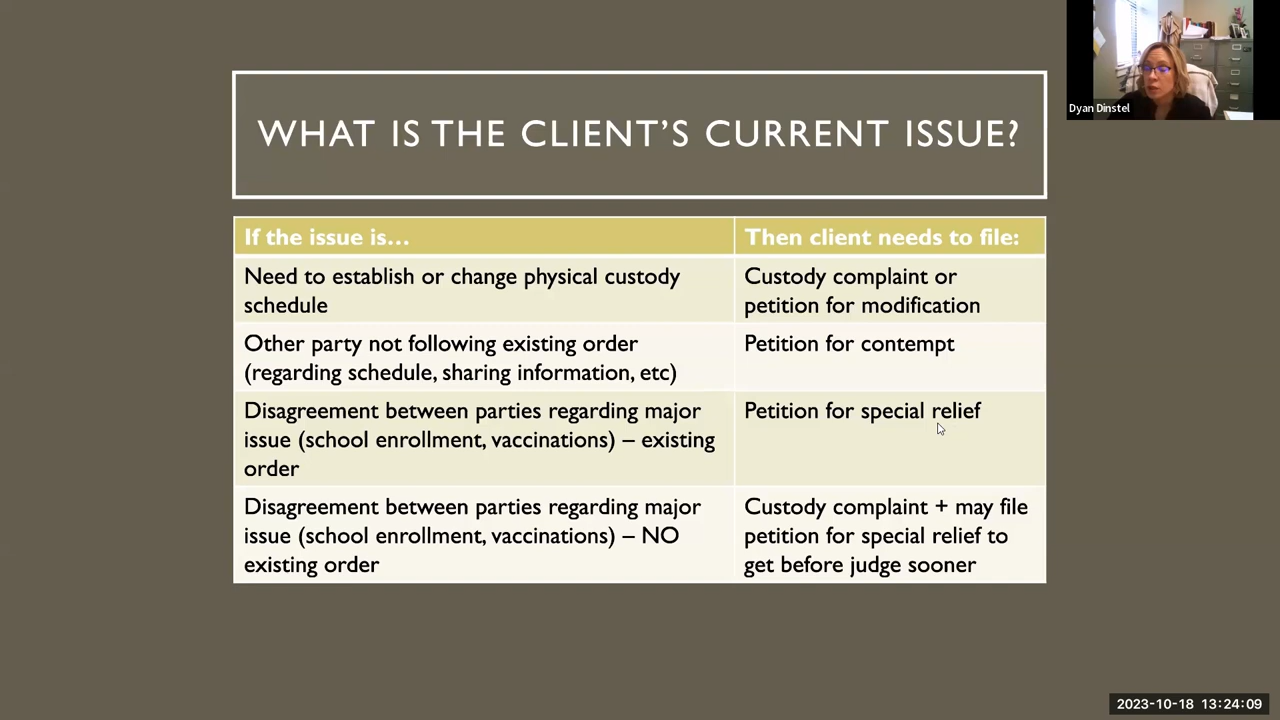 Dyan Dinstel
WHAT IS THE CLIENT’S CURRENT ISSUE?
If the issue is…
Then client needs to file:
Need to establish or change physical custody
schedule
Custody complaint or
petition for modification
Other party not following existing order
(regarding schedule, sharing information, etc)
Petition for contempt
Disagreement between parties regarding major
issue (school enrollment, vaccinations) – existing
order
Petition for special relief
Disagreement between parties regarding major
issue (school enrollment, vaccinations) – NO
existing order
Custody complaint + may file
petition for special relief to
get before judge sooner
2023-10-18 13:24:09